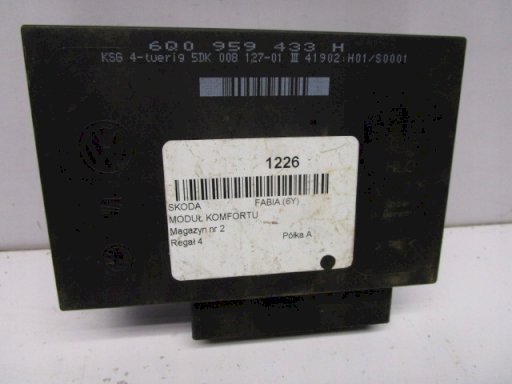 6Q0 959 433 H
KSG 4-tuerig 5DK 008 127-01 III 41902 H01/S0001
1226
SKODA FABIA (6Y)
MODUŁ KOMFORTU
Magazyn nr 2
Regał 4 Półka A